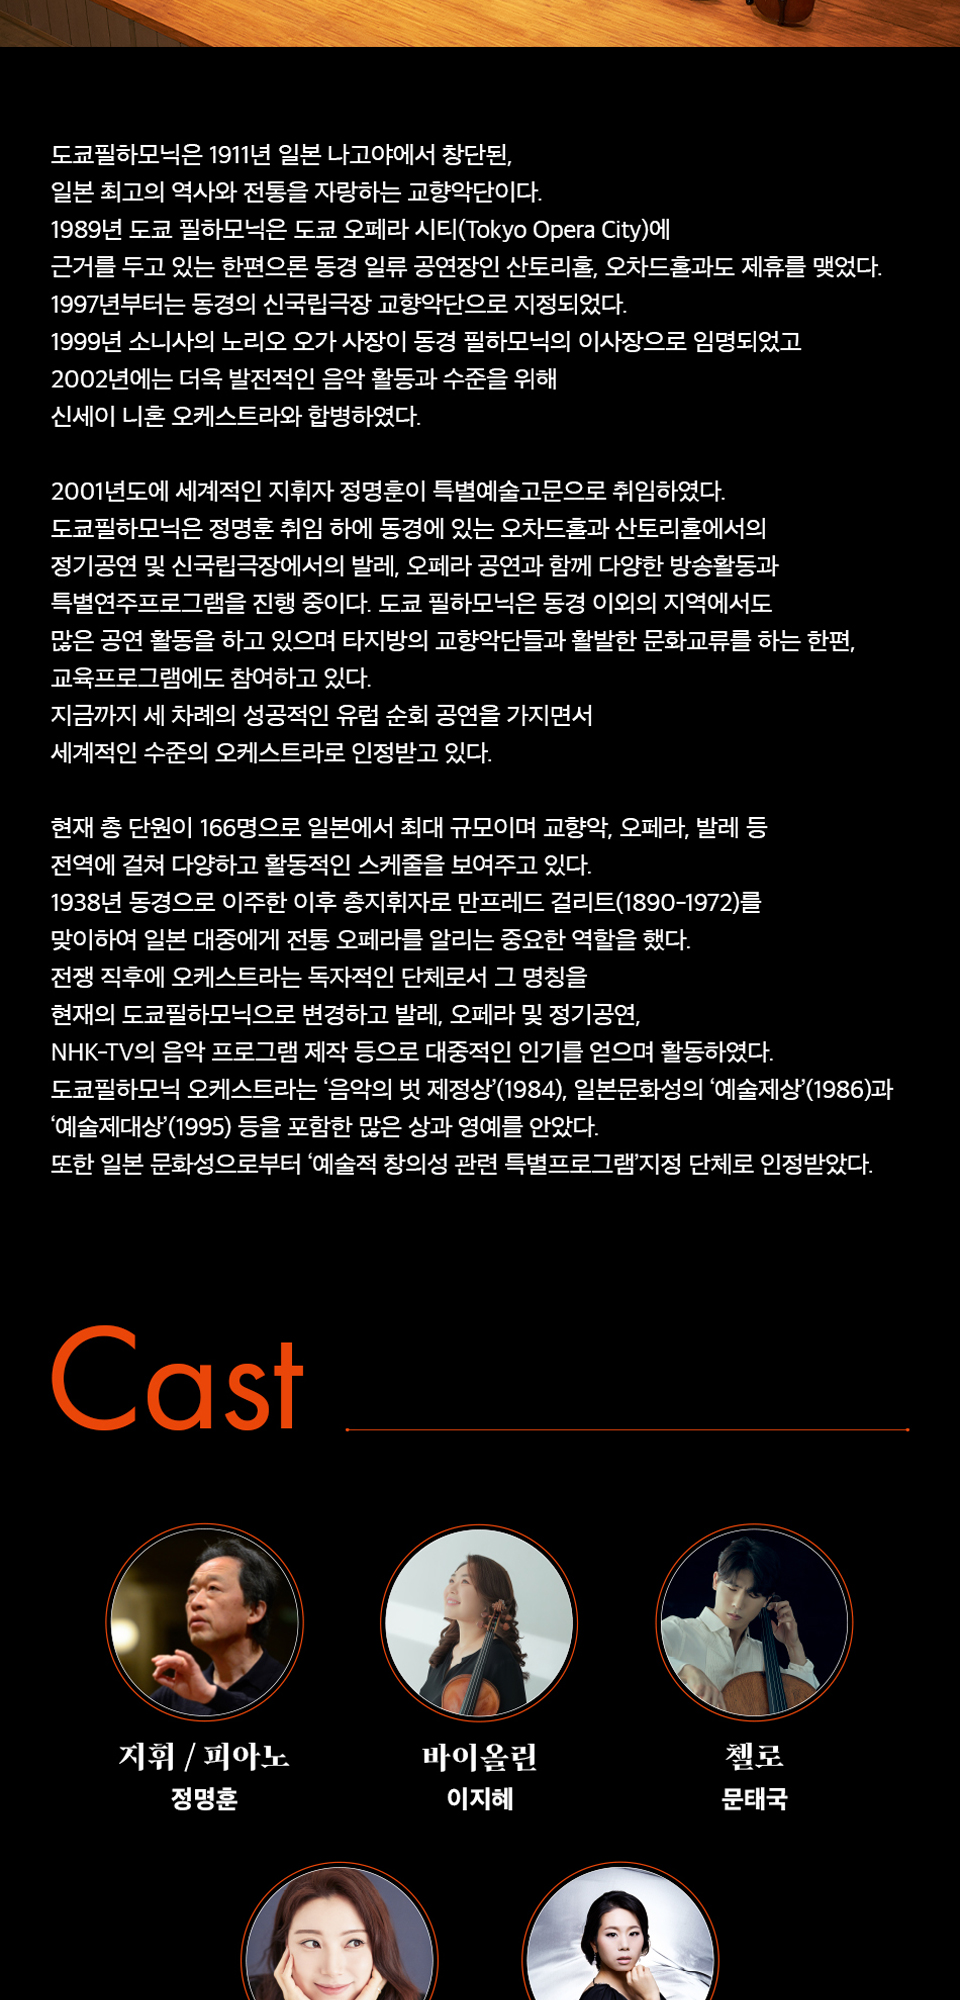 도쿄필하모닉은 1911년 일본 나고야에서 창단된,
일본 최고의 역사와 전통을 자랑하는 교향악단이다.
1989년 도쿄 필하모닉은 도쿄 오페라 시티(Tokyo Opera City)에
근거를 두고 있는 한편으론 동경 일류 공연장인 산토리홀, 오차드홀과도 제휴를 맺었다.
1997년부터는 동경의 신국립극장 교향악단으로 지정되었다.
1999년 소니사의 노리오 오가 사장이 동경 필하모닉의 이사장으로 임명되었고
2002년에는 더욱 발전적인 음악 활동과 수준을 위해
신세이 니혼 오케스트라와 합병하였다.
2001년도에 세계적인 지휘자 정명훈이 특별예술고문으로 취임하였다.
도쿄필하모닉은 정명훈 취임 하에 동경에 있는 오차드홀과 산토리홀에서의
정기공연 및 신국립극장에서의 발레, 오페라 공연과 함께 다양한 방송활동과
특별연주프로그램을 진행 중이다. 도쿄 필하모닉은 동경 이외의 지역에서도
많은 공연 활동을 하고 있으며 타지방의 교향악단들과 활발한 문화교류를 하는 한편,
교육프로그램에도 참여하고 있다.
지금까지 세 차례의 성공적인 유럽 순회 공연을 가지면서
세계적인 수준의 오케스트라로 인정받고 있다.
현재 총 단원이 166명으로 일본에서 최대 규모이며 교향악, 오페라, 발레 등
전역에 걸쳐 다양하고 활동적인 스케줄을 보여주고 있다.
1938년 동경으로 이주한 이후 총지휘자로 만프레드 걸리트(1890-1972)를
맞이하여 일본 대중에게 전통 오페라를 알리는 중요한 역할을 했다.
전쟁 직후에 오케스트라는 독자적인 단체로서 그 명칭을
현재의 도쿄필하모닉으로 변경하고 발레, 오페라 및 정기공연,
NHK-TV의 음악 프로그램 제작 등으로 대중적인 인기를 얻으며 활동하였다.
도쿄필하모닉 오케스트라는 ‘음악의 벗 제정상’(1984), 일본문화성의 ‘예술제상’(1986)과
‘예술제대상’(1995) 등을 포함한 많은 상과 영예를 안았다.
또한 일본 문화성으로부터 ‘예술적 창의성 관련 특별프로그램’지정 단체로 인정받았다.
Cast
지휘 / 피아노
정명훈
바이올린
이지혜
첼로
문태국